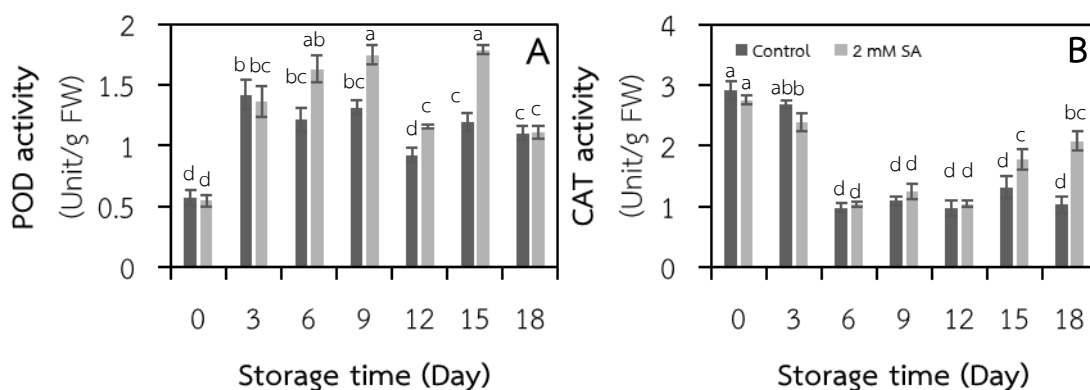 A
POD activity
(Unit/g FW)
2
1.5
1
0.5
0
d d b bc bc ab bc a d c c a c c
0 3 6 9 12 15 18
Storage time (Day)
B
Control 2 mM SA
CAT activity
(Unit/g FW)
4
3
2
1
0
a a abb d d d d d d d c d bc
0 3 6 9 12 15 18
Storage time (Day)